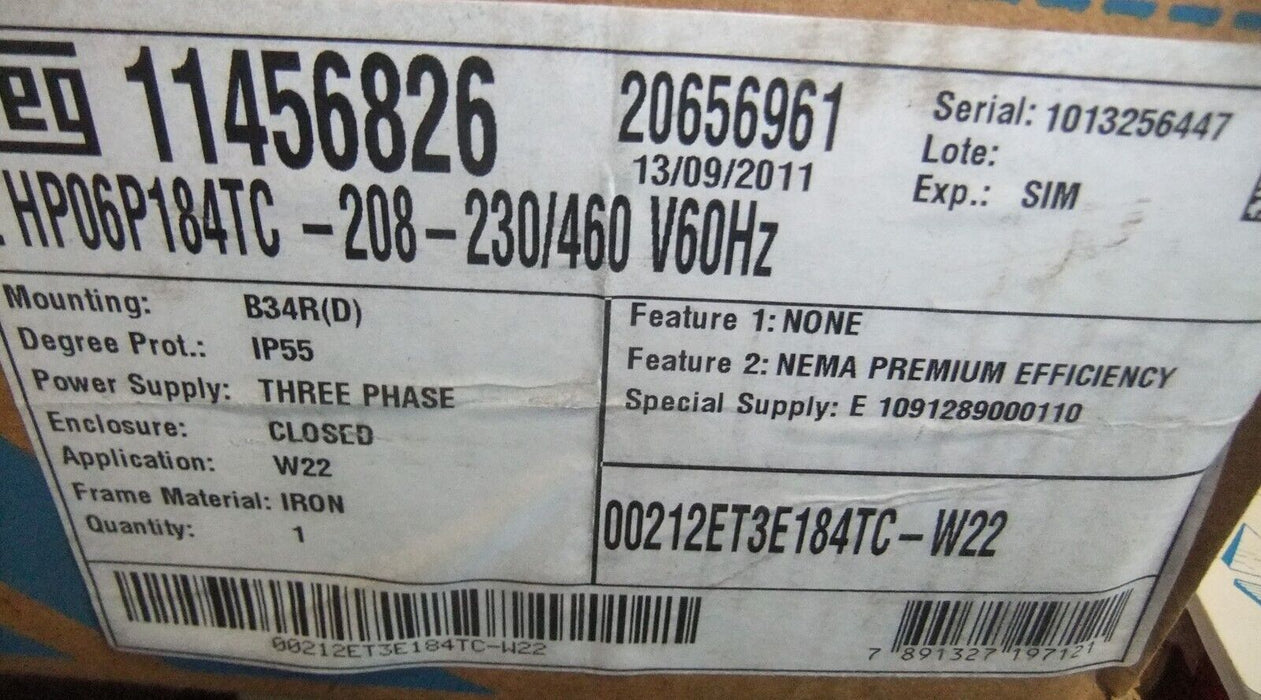 eg 11456826 20656961
13/09/2011
Serial: 1013256447
Lote:
Exp.: SIM
HP06P184TC - 208 - 230/460 V60Hz
Mounting: B34R(D)
Degree Prot.: IP55
Power Supply: THREE PHASE
Enclosure: CLOSED
Application: W22
Frame Material: IRON
Quantity: 1
Feature 1: NONE
Feature 2: NEMA PREMIUM EFFICIENCY
Special Supply: E 1091289000110
00212ET3E184TC - W22
00212ET3E184TC-W22
7 891327 197121